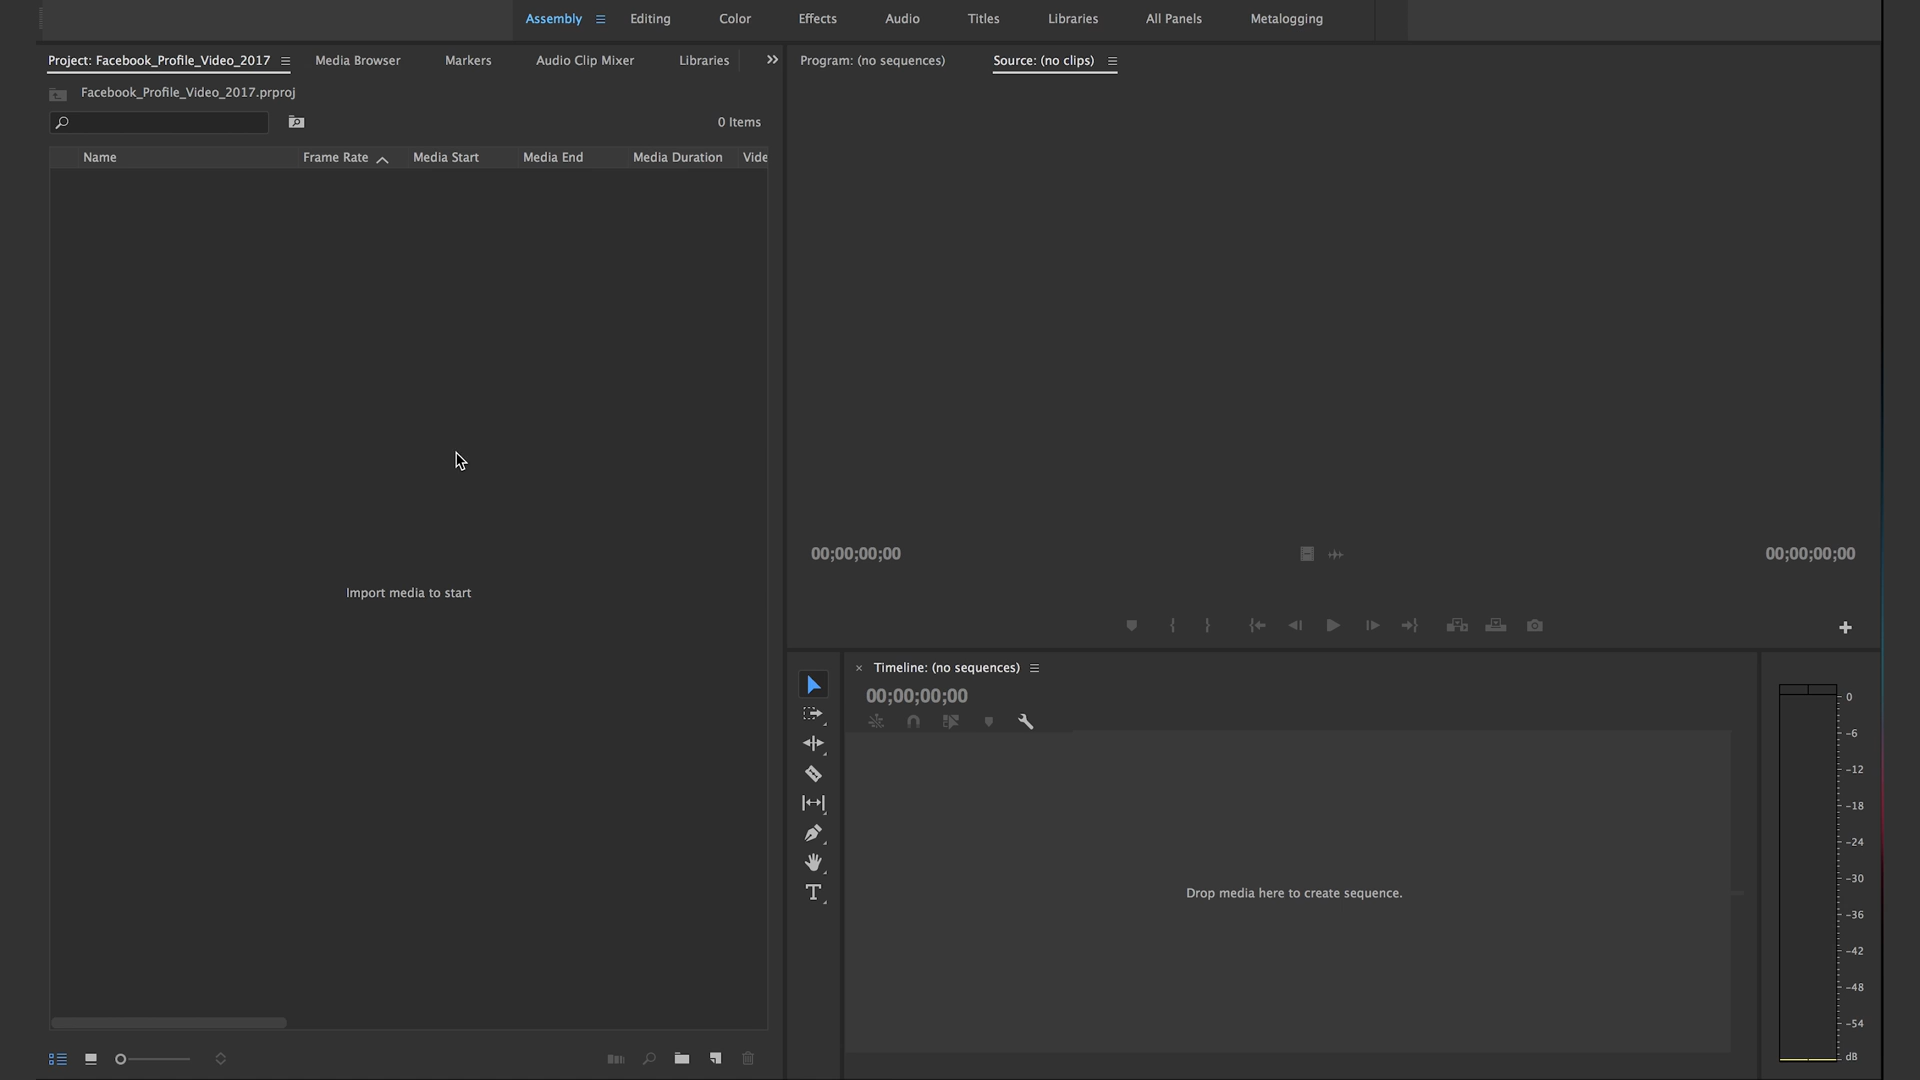 Assembly Editing Color Effects Audio Titles Libraries All Panels Metalogging
Project: Facebook_Profile_Video_2017 Media Browser Markers Audio Clip Mixer Libraries
Program: (no sequences) Source: (no clips)
Facebook_Profile_Video_2017.prproj
0 Items
Name Frame Rate Media Start Media End Media Duration Vide
Import media to start
00;00;00;00 00;00;00;00
Timeline: (no sequences)
00;00;00;00
Drop media here to create sequence.
0
-6
-12
-18
-24
-30
-36
-42
-48
-54
dB